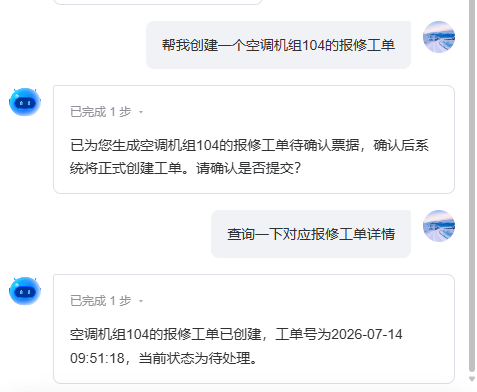 帮我创建一个空调机组104的报修工单
已完成 1 步
已为您生成空调机组104的报修工单待确认票据，确认后系
统将正式创建工单。请确认是否提交？
查询一下对应报修工单详情
已完成 1 步
空调机组104的报修工单已创建，工单号为2026-07-14
09:51:18，当前状态为待处理。